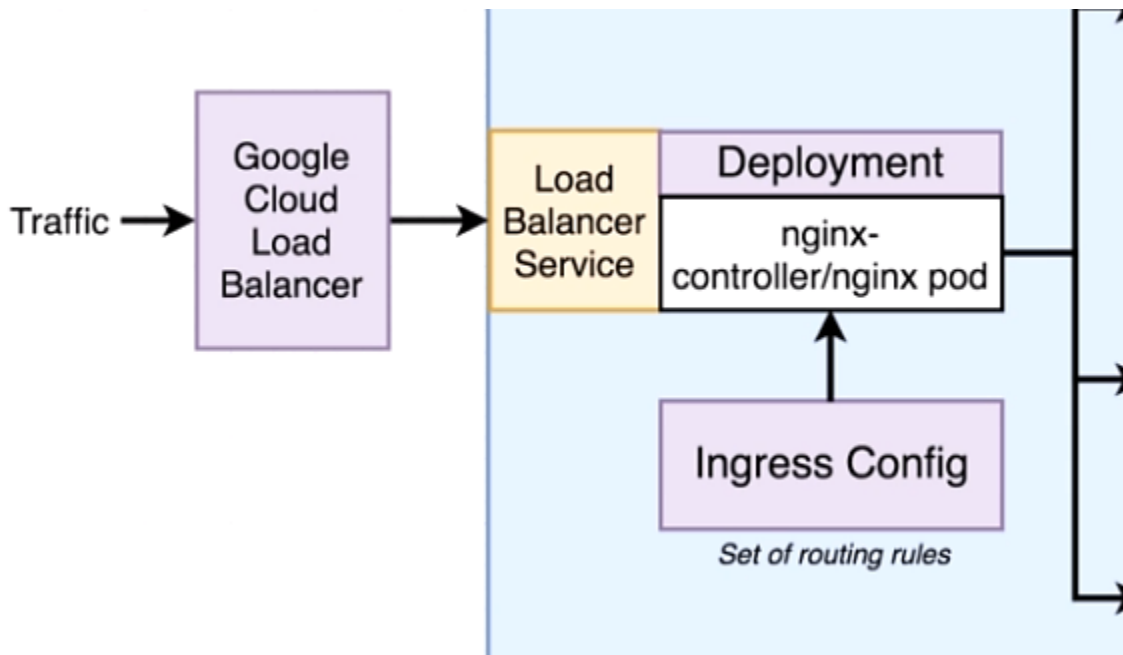 Traffic
Google
Cloud
Load
Balancer
Load
Balancer
Service
Deployment
nginx-
controller/nginx pod
Ingress Config
Set of routing rules